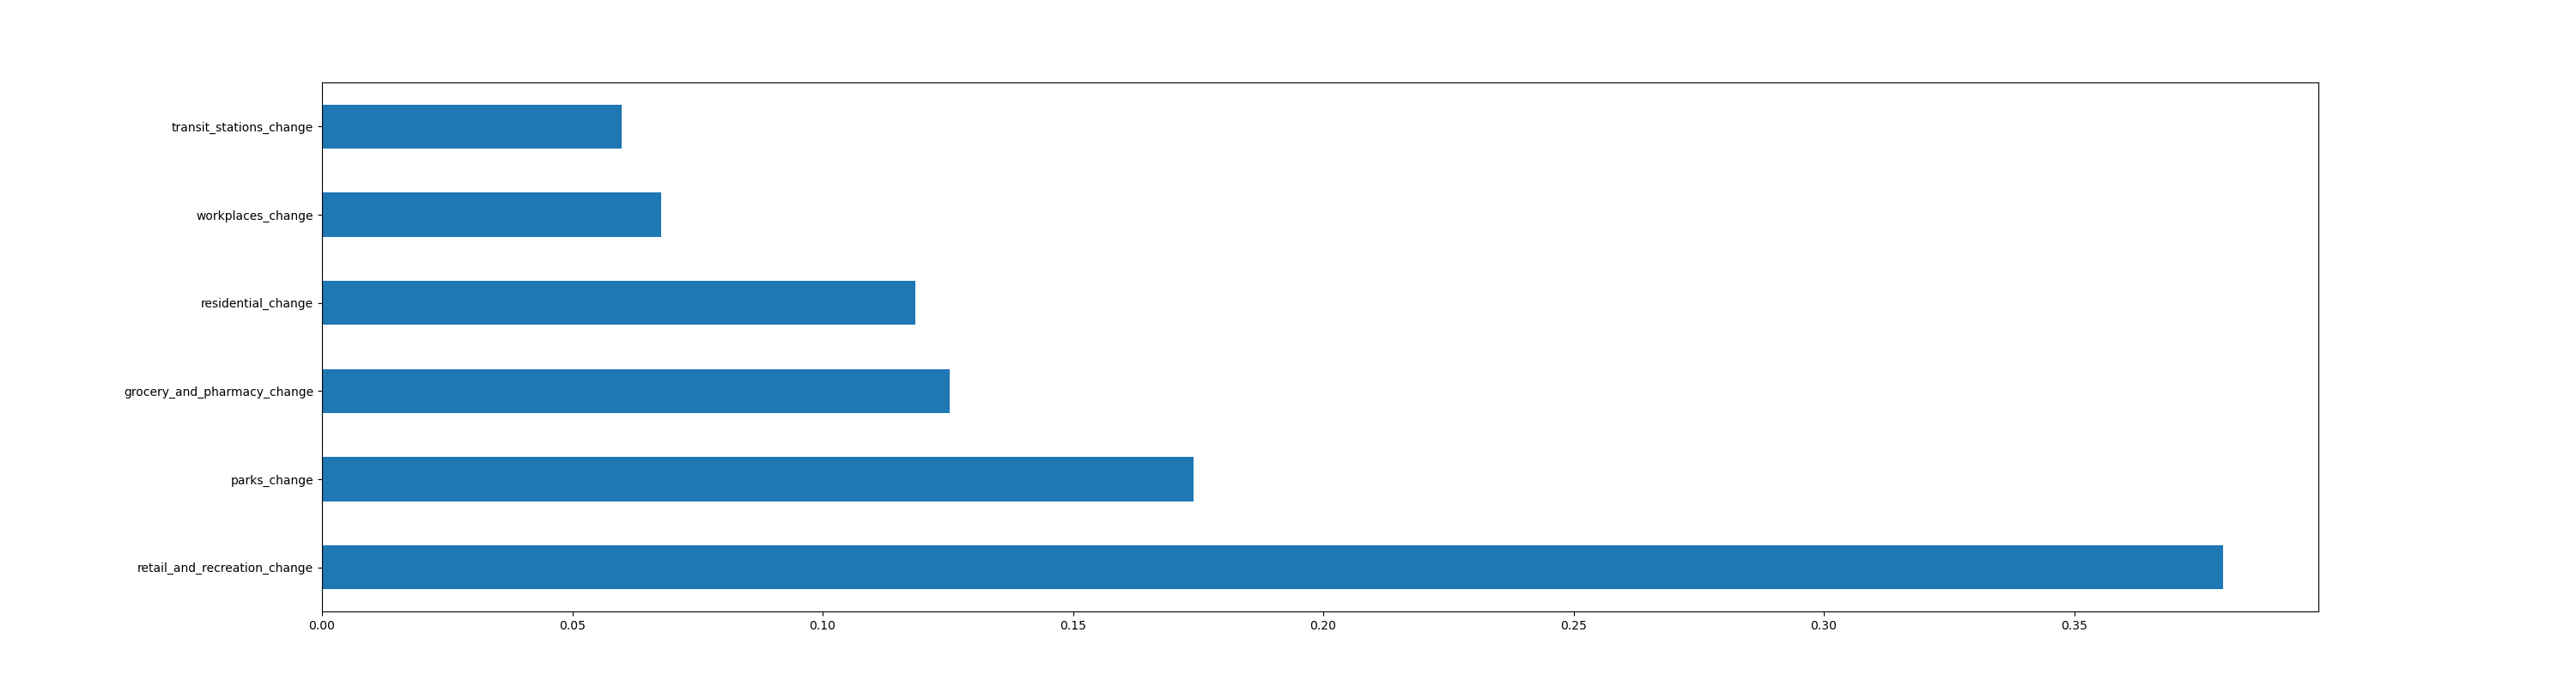 transit_stations_change
workplaces_change
residential_change
grocery_and_pharmacy_change
parks_change
retail_and_recreation_change
0.00 0.05 0.10 0.15 0.20 0.25 0.30 0.35